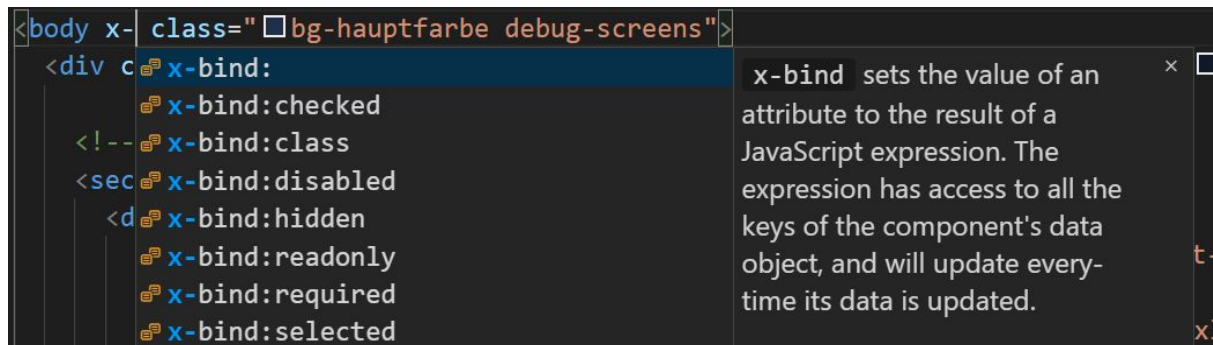 <body x- class="bg-hauptfarbe debug-screens">
<div c
<!--
<sec
<d
x-bind:
x-bind:checked
x-bind:class
x-bind:disabled
x-bind:hidden
x-bind:readonly
x-bind:required
x-bind:selected
x-bind sets the value of an
attribute to the result of a
JavaScript expression. The
expression has access to all the
keys of the component's data
object, and will update every-
time its data is updated.